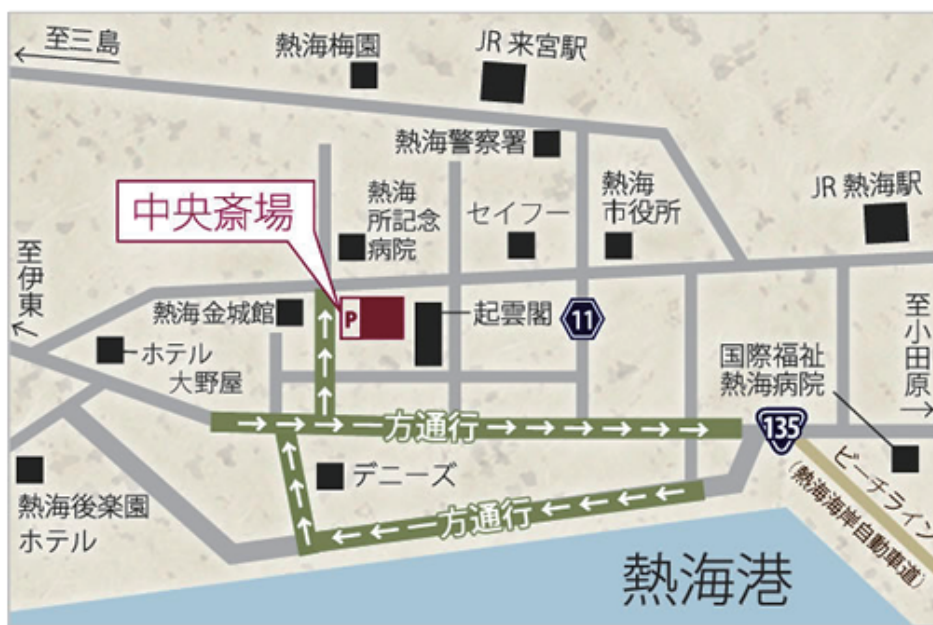 至三島
熱海梅園
JR 来宮駅
熱海警察署
熱海
所記念
病院
セイフー
熱海
市役所
JR 熱海駅
中央斎場
至伊東
熱海金城館
P
起雲閣
11
至小田原
ホテル
大野屋
国際福祉
熱海病院
一方通行
135
デニーズ
ビーチライン
(熱海海岸自動車道)
熱海後楽園
ホテル
一方通行
熱海港